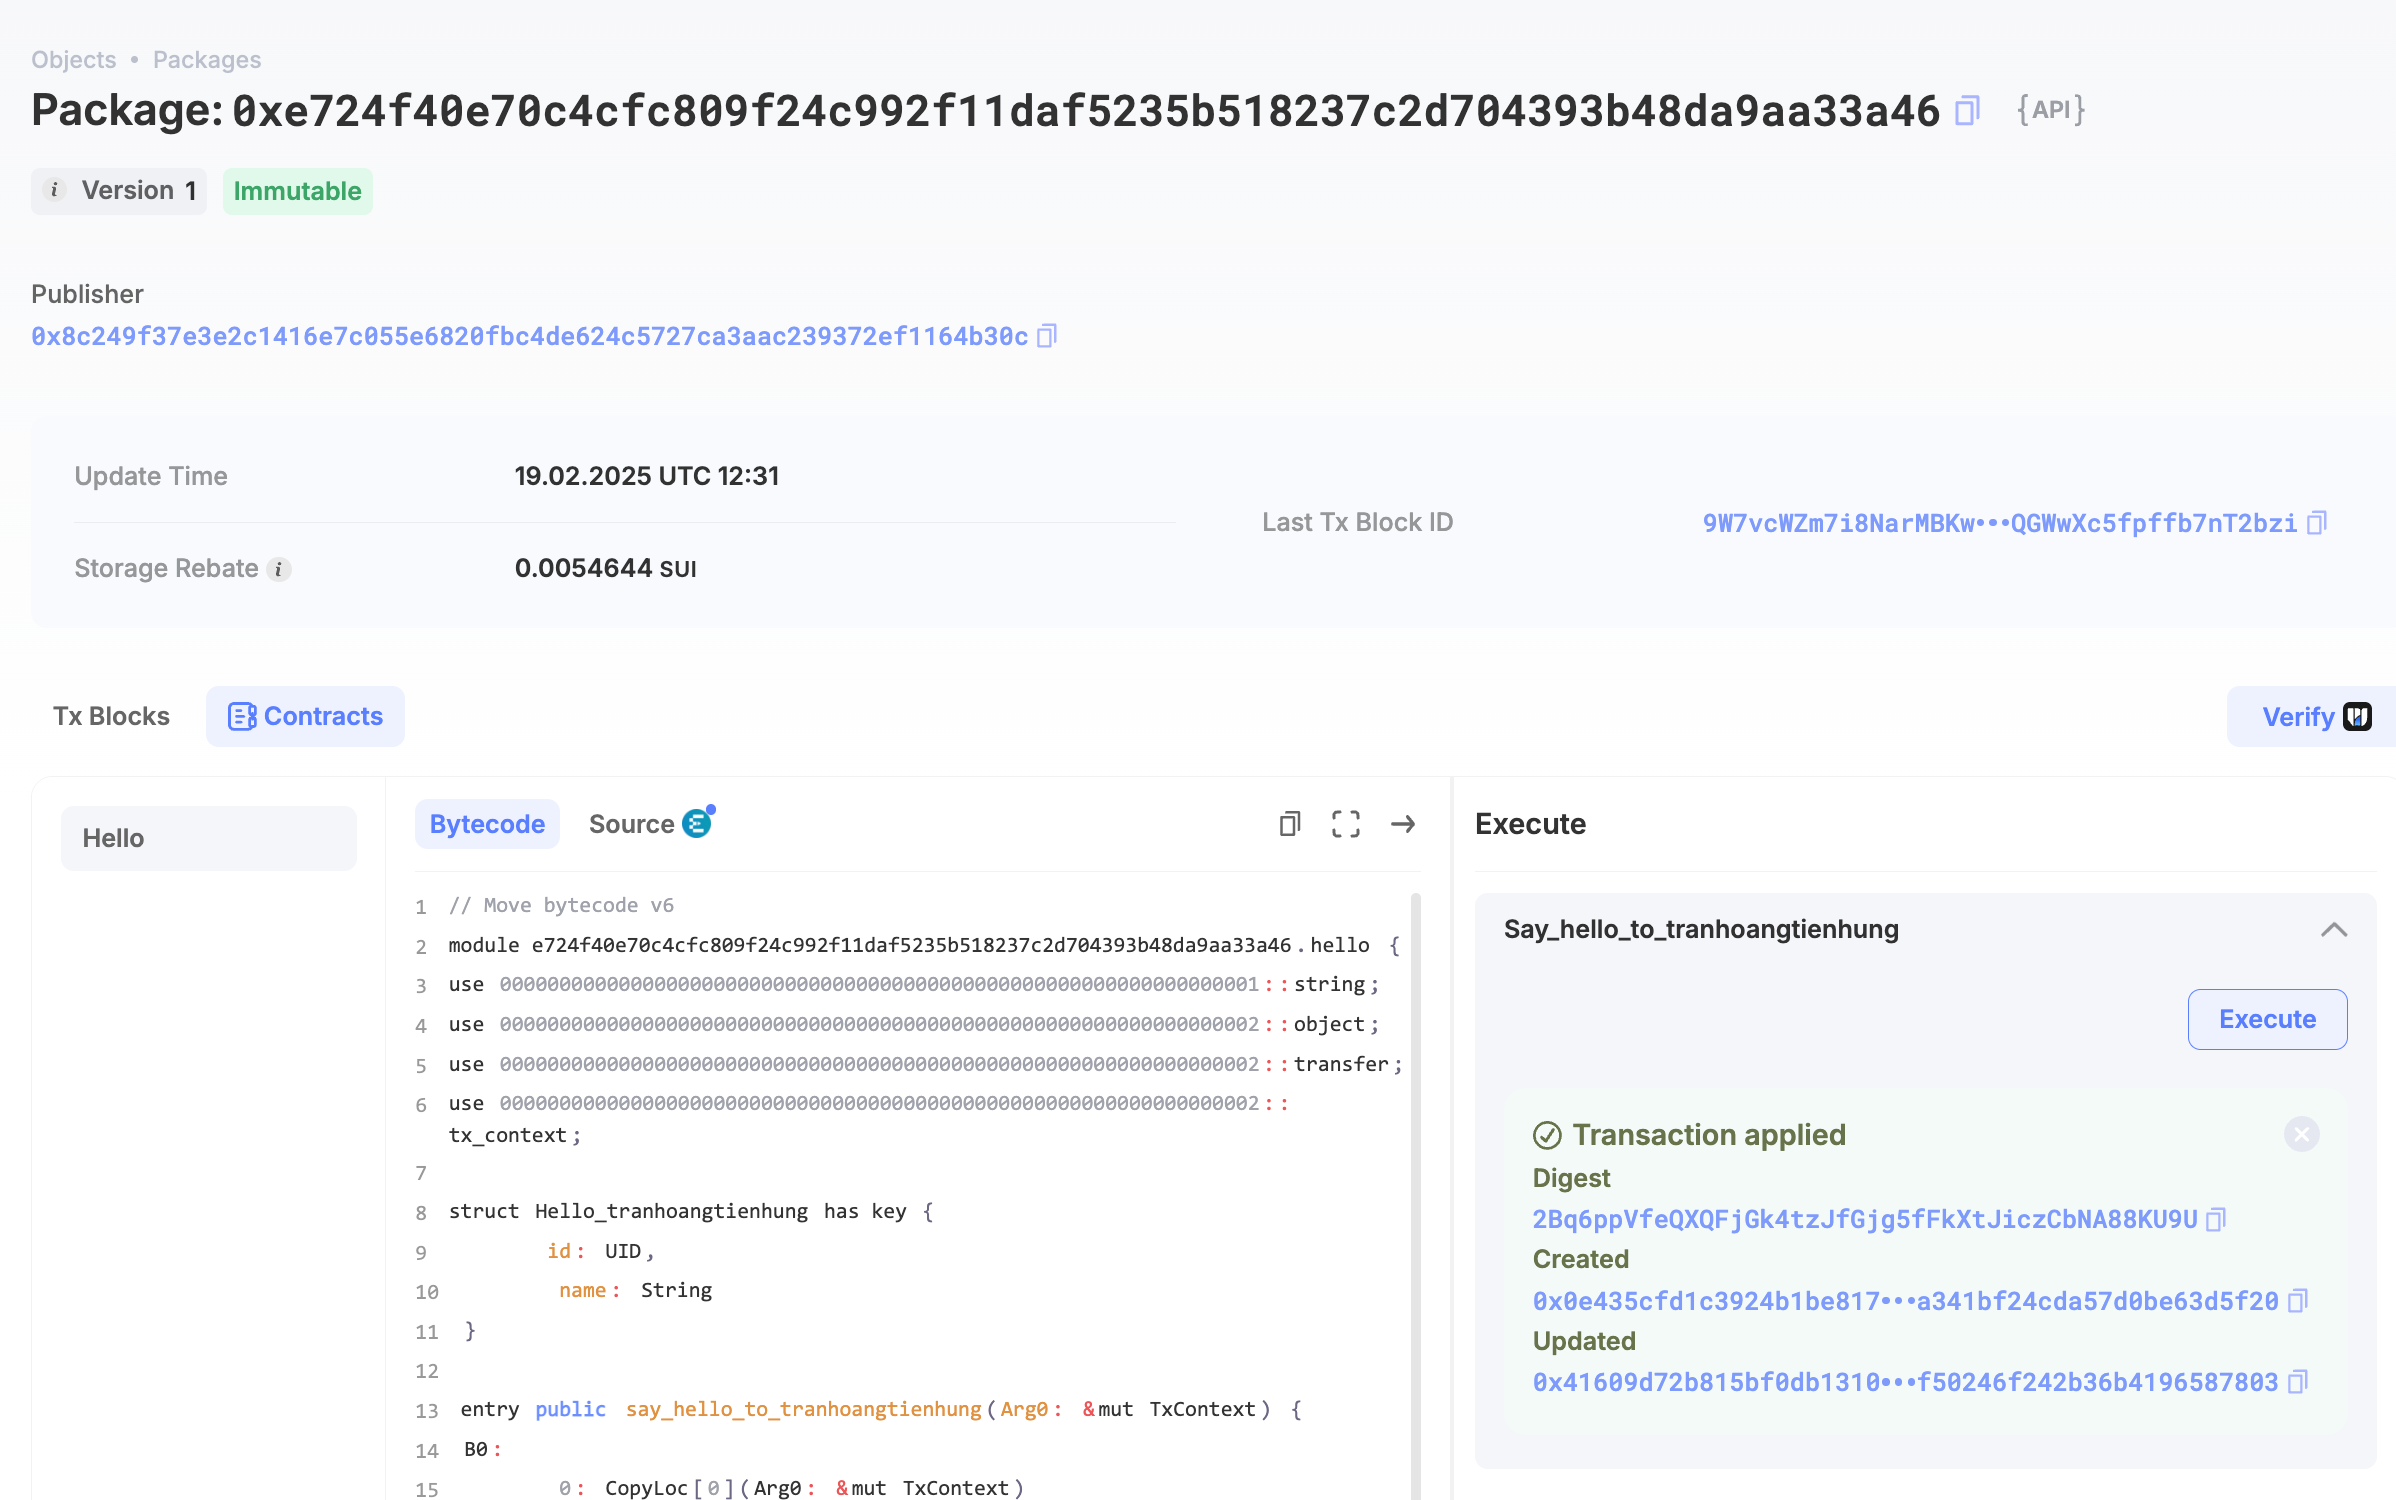 Objects • Packages
Package: 0xe724f40e70c4cfc809f24c992f11daf5235b518237c2d704393b48da9aa33a46 {API}
i Version 1 Immutable
Publisher
0x8c249f37e3e2c1416e7c055e6820fbc4de624c5727ca3aac239372ef1164b30c
Update Time 19.02.2025 UTC 12:31
Last Tx Block ID 9W7vcWZm7i8NarMBKw•••QGWwXc5fpffb7nT2bzi
Storage Rebate i 0.0054644 SUI
Tx Blocks Contracts Verify
Hello
Bytecode Source
1 // Move bytecode v6
2 module e724f40e70c4cfc809f24c992f11daf5235b518237c2d704393b48da9aa33a46.hello {
3 use 0000000000000000000000000000000000000000000000000000000000000001::string;
4 use 0000000000000000000000000000000000000000000000000000000000000002::object;
5 use 0000000000000000000000000000000000000000000000000000000000000002::transfer;
6 use 0000000000000000000000000000000000000000000000000000000000000002::
tx_context;
7
8 struct Hello_tranhoangtienhung has key {
9 id: UID,
10 name: String
11 }
12
13 entry public say_hello_to_tranhoangtienhung(Arg0: &mut TxContext) {
14 B0:
15 0: CopyLoc[0](Arg0: &mut TxContext)
Execute
Say_hello_to_tranhoangtienhung
Execute
Transaction applied
Digest
2Bq6ppVfeQXQFjGk4tzJfGjg5fFkXtJiczCbNA88KU9U
Created
0x0e435cfd1c3924b1be817•••a341bf24cda57d0be63d5f20
Updated
0x41609d72b815bf0db1310•••f50246f242b36b4196587803